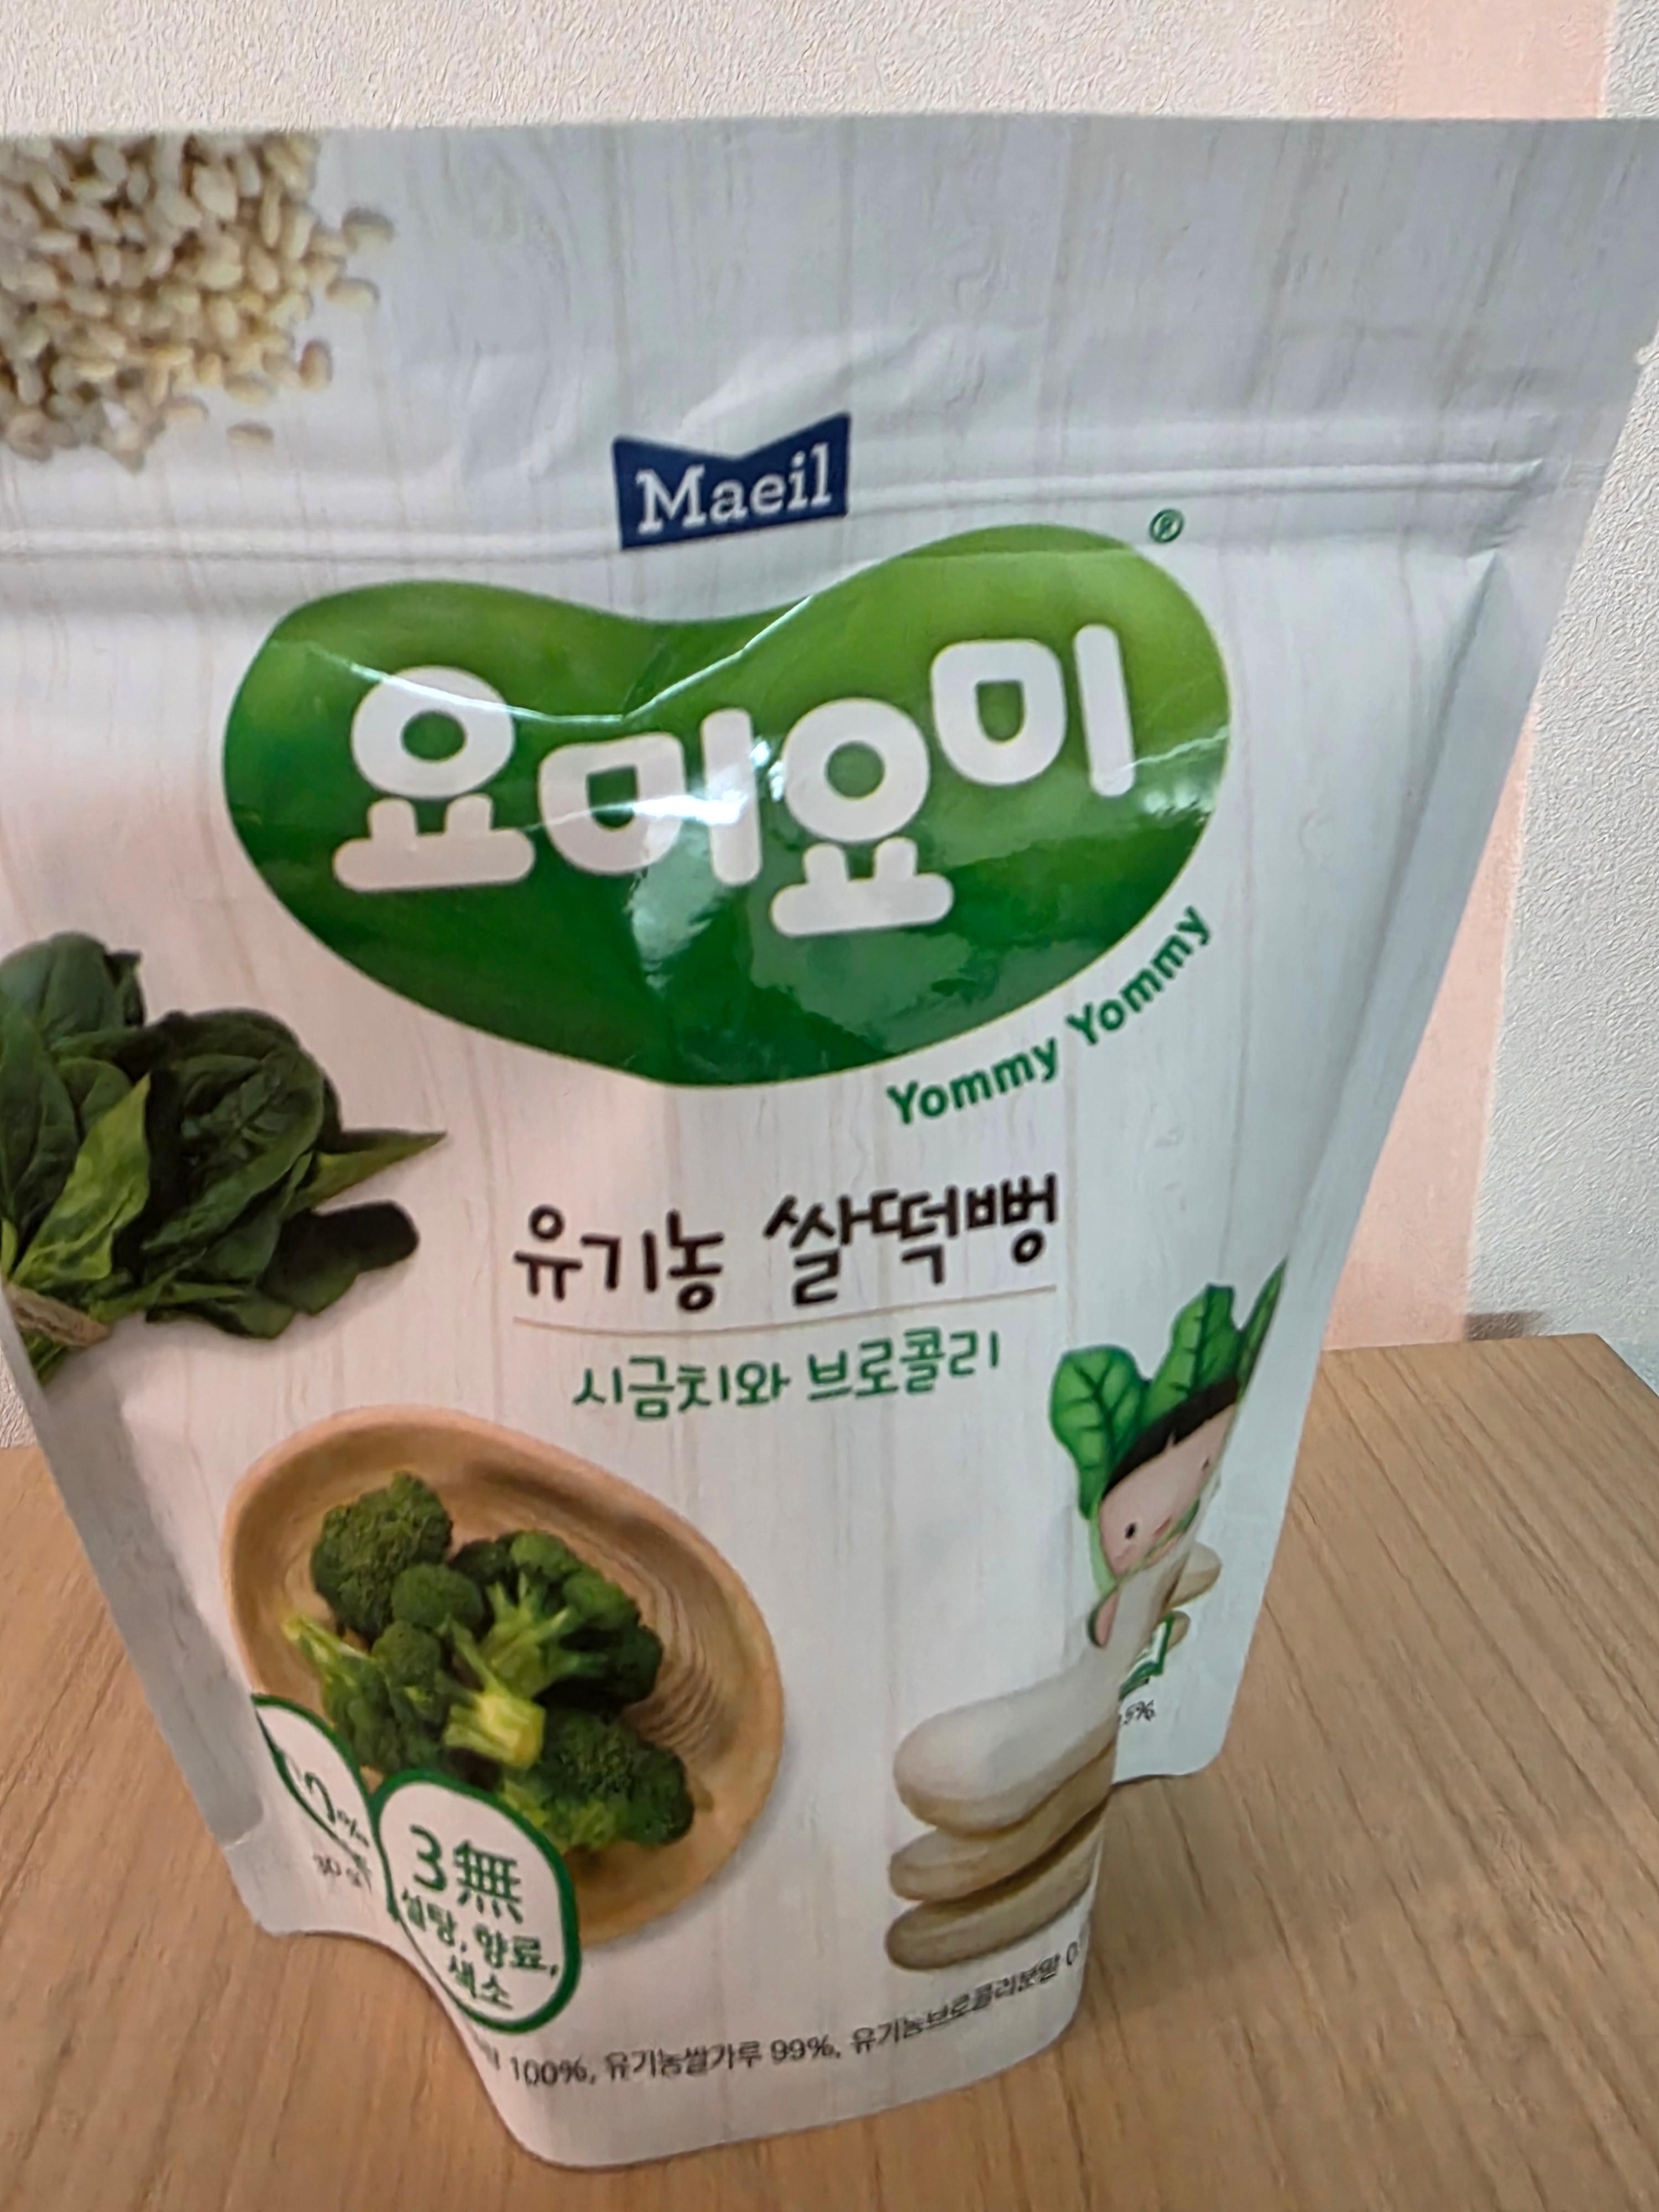 Maeil
®
요미요미
Yommy Yommy
유기농 쌀떡뻥
시금치와 브로콜리
3無
설탕, 향료,
색소
100%, 유기농쌀가루 99%, 유기농브로콜리분말
5%